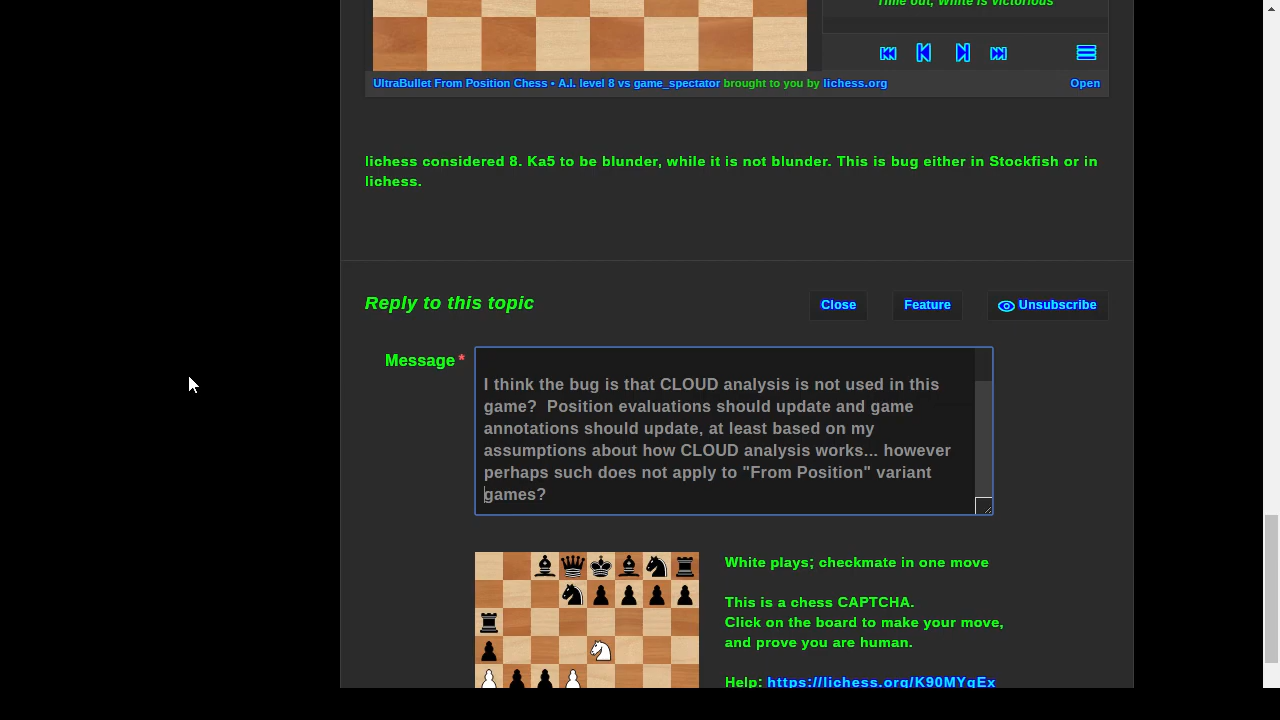 Time out, White is victorious
UltraBullet From Position Chess • A.I. level 8 vs game_spectator brought to you by lichess.org
Open
lichess considered 8. Ka5 to be blunder, while it is not blunder. This is bug either in Stockfish or in
lichess.
Reply to this topic
Close
Feature
Unsubscribe
Message *
I think the bug is that CLOUD analysis is not used in this
game?  Position evaluations should update and game
annotations should update, at least based on my
assumptions about how CLOUD analysis works... however
perhaps such does not apply to "From Position" variant
games?
White plays; checkmate in one move
This is a chess CAPTCHA.
Click on the board to make your move,
and prove you are human.
Help: https://lichess.org/K90MYqEx